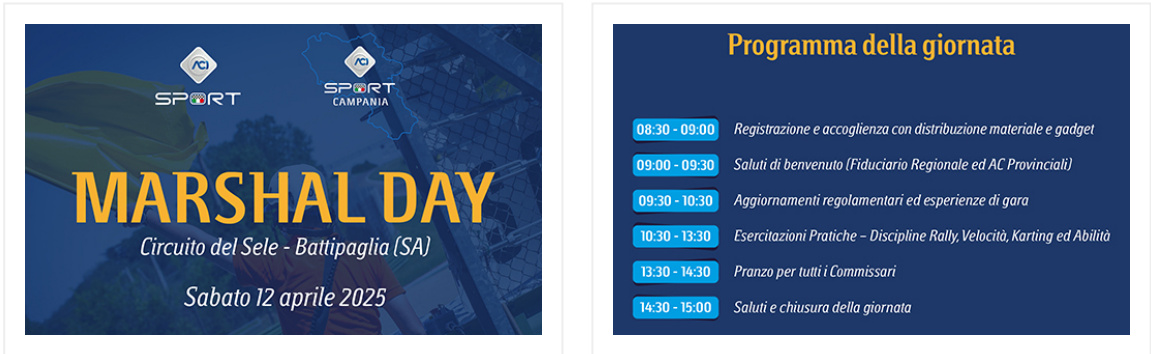 ACI
SPORT
ACI
SPORT
CAMPANIA
MARSHAL DAY
Circuito del Sele - Battipaglia (SA)
Sabato 12 aprile 2025
Programma della giornata
08:30 - 09:00 Registrazione e accoglienza con distribuzione materiale e gadget
09:00 - 09:30 Saluti di benvenuto (Fiduciario Regionale ed AC Provinciali)
09:30 - 10:30 Aggiornamenti regolamentari ed esperienze di gara
10:30 - 13:30 Esercitazioni Pratiche – Discipline Rally, Velocità, Karting ed Abilità
13:30 - 14:30 Pranzo per tutti i Commissari
14:30 - 15:00 Saluti e chiusura della giornata